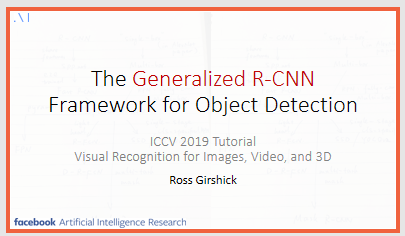 The Generalized R-CNN
Framework for Object Detection
ICCV 2019 Tutorial
Visual Recognition for Images, Video, and 3D
Ross Girshick
facebook Artificial Intelligence Research